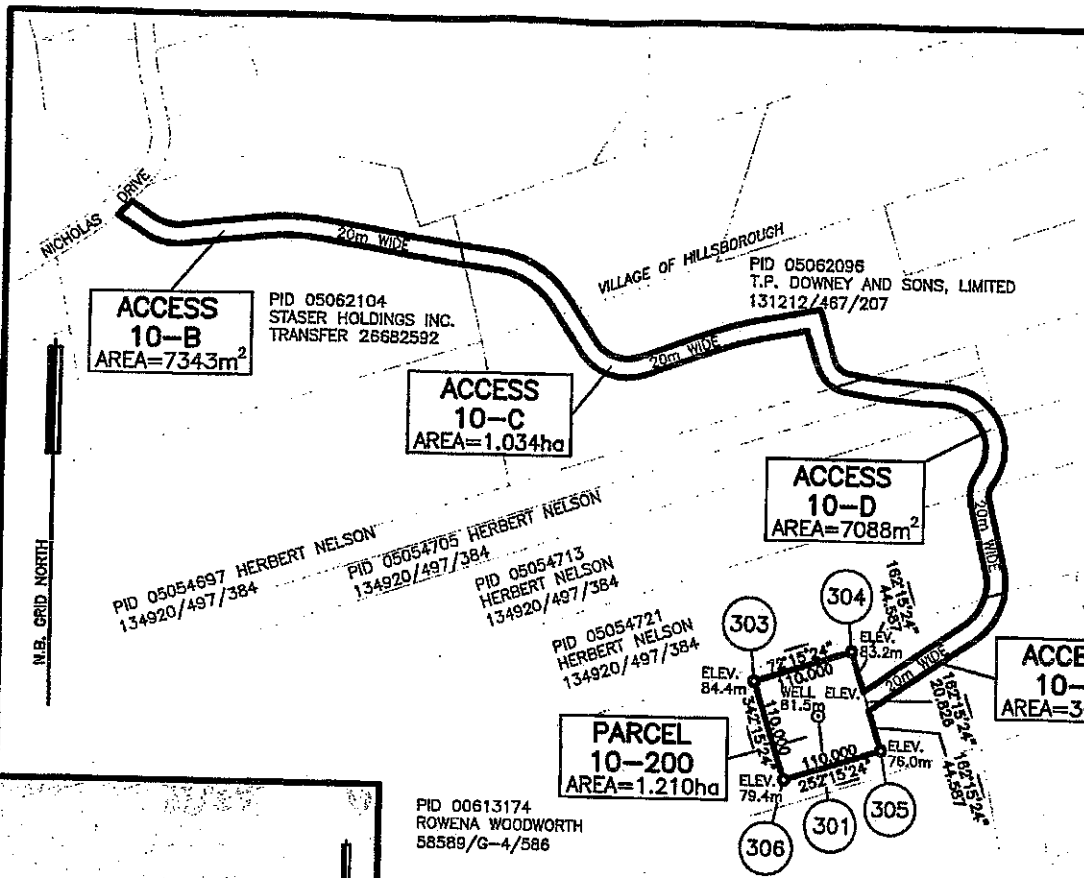 NICHOLAS DRIVE
20m WIDE
VILLAGE OF HILLSBOROUGH
ACCESS
10-B
AREA=7343m²
PID 05062104
STASER HOLDINGS INC.
TRANSFER 26682592
PID 05062096
T.P. DOWNEY AND SONS, LIMITED
131212/467/207
20m WIDE
ACCESS
10-C
AREA=1.034ha
ACCESS
10-D
AREA=7088m²
20m WIDE
N.B. GRID NORTH
PID 05054697 HERBERT NELSON
134920/497/384
PID 05054705 HERBERT NELSON
134920/497/384
PID 05054713
HERBERT NELSON
134920/497/384
PID 05054721
HERBERT NELSON
134920/497/384
303
304
162°15'24"
44.587
ELEV.
83.2m
72°15'24"
110.000
ELEV.
84.4m
WELL ELEV.
81.5m
342°15'24"
110.000
20m WIDE
162°15'24"
20.826
162°15'24"
44.587
110.000
252°15'24"
ELEV.
76.0m
ELEV.
79.4m
PARCEL
10-200
AREA=1.210ha
306
301
305
PID 00613174
ROWENA WOODWORTH
58589/G-4/586